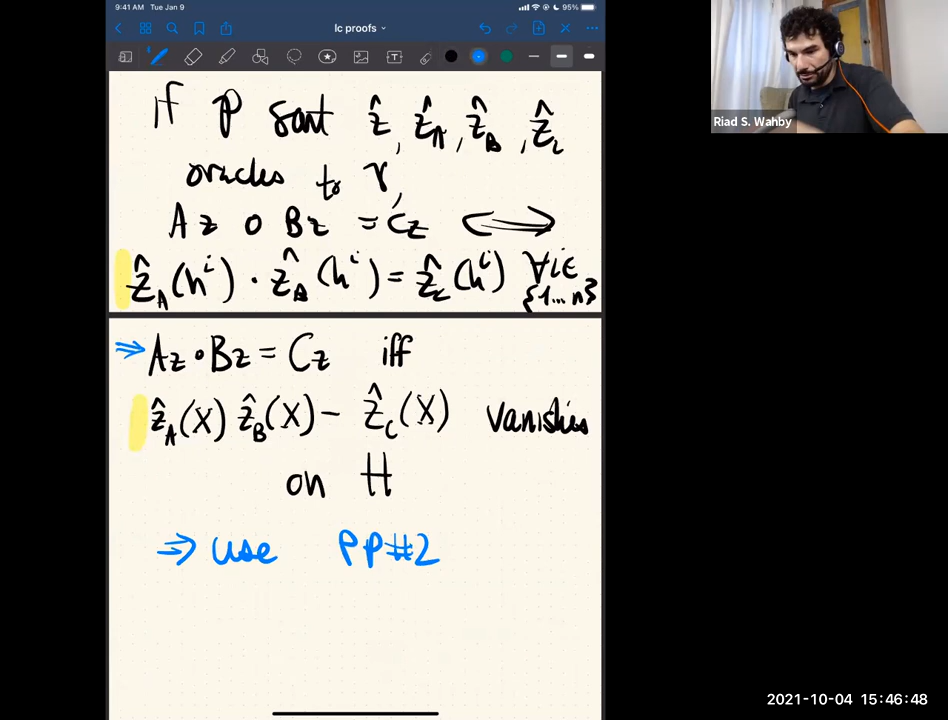 9:41 AM Tue Jan 9
95%
lc proofs
If P sent ẑ, ẑ_A, ẑ_B, ẑ_C
oracles to V,
Az ∘ Bz = Cz ⟺
ẑ_A(h^i) · ẑ_B(h^i) = ẑ_C(h^i) ∀i∈
{1...n}
⇒ Az ∘ Bz = Cz iff
ẑ_A(X) ẑ_B(X) − ẑ_C(X) vanishes
on H
⇒ use PP#2
Riad S. Wahby
2021-10-04 15:46:48